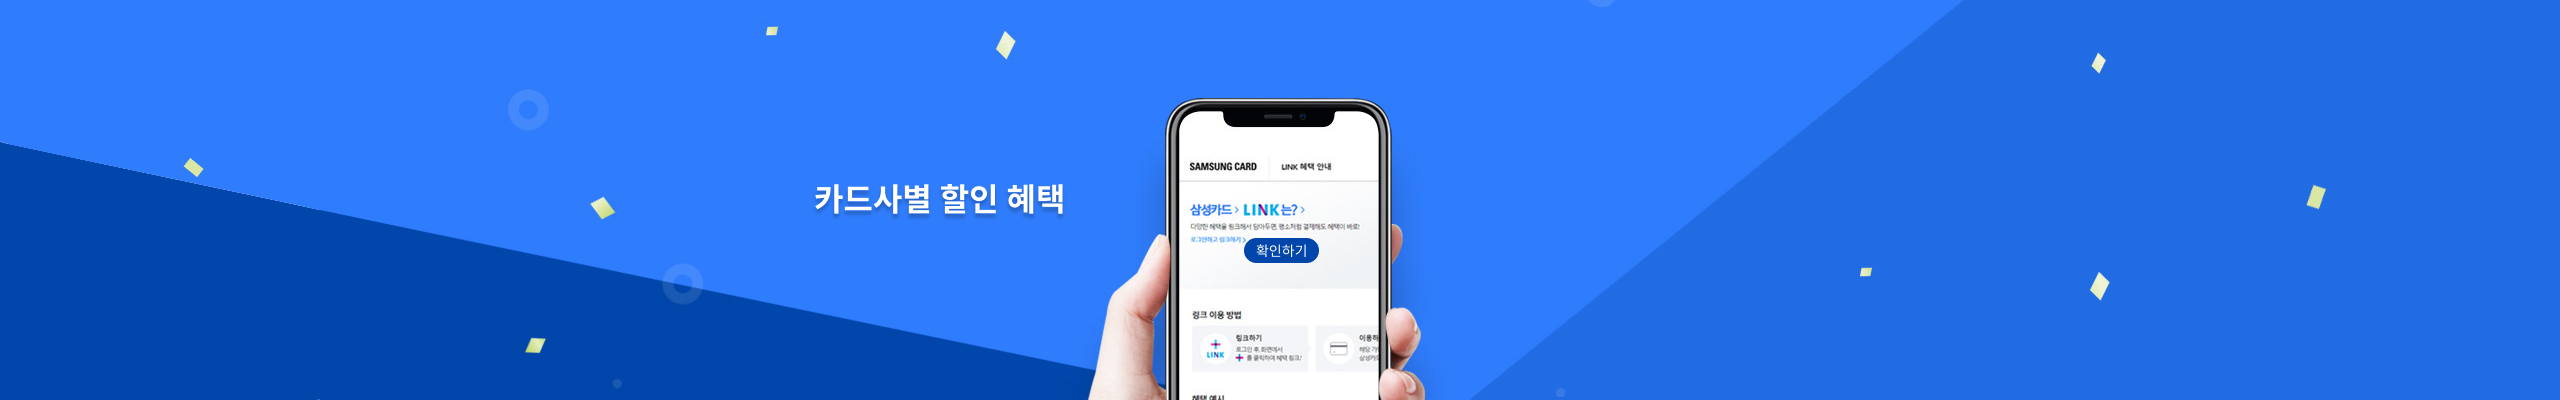 카드사별 할인 혜택
SAMSUNG CARD LINK 혜택 안내
삼성카드 > LINK는? >
다양한 혜택을 링크해서 담아두면, 평소처럼 결제해도 혜택이 바로!
로그인하고 링크하기 >
확인하기
링크 이용 방법
링크하기
로그인 후, 화면에서
를 클릭하여 혜택 링크!
LINK
이용하
해당 가
삼성카드
혜택 예시